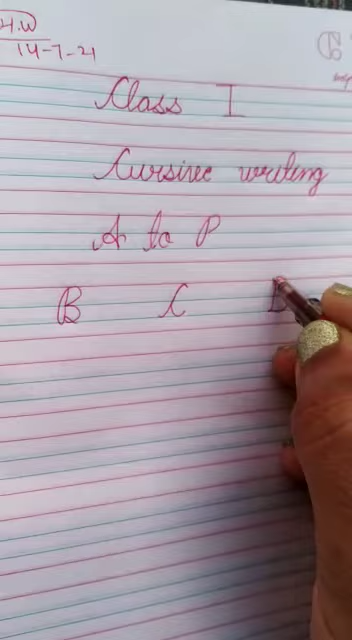 H.W
14-7-21
Class I
Cursive writing
A to P
B C D